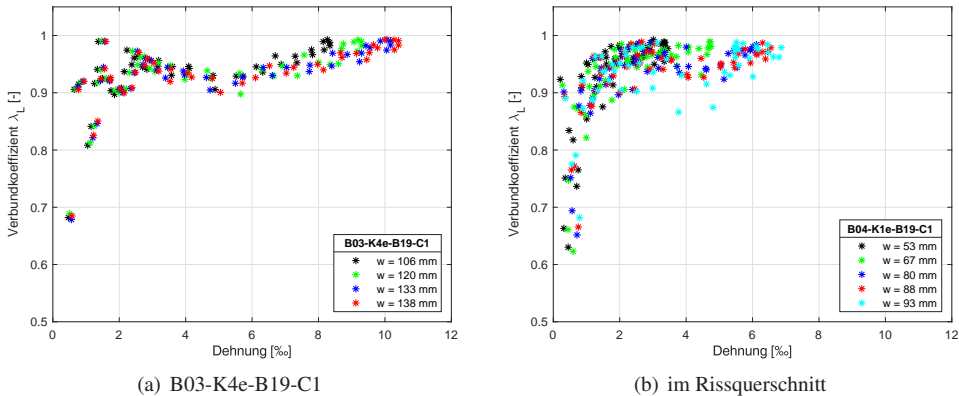 Verbundkoeffizient λ_L [-]
1
0.9
0.8
0.7
0.6
0.5
0 2 4 6 8 10 12
Dehnung [‰]
B03-K4e-B19-C1
w = 106 mm
w = 120 mm
w = 133 mm
w = 138 mm
(a) B03-K4e-B19-C1
Verbundkoeffizient λ_L [-]
1
0.9
0.8
0.7
0.6
0.5
0 2 4 6 8 10 12
Dehnung [‰]
B04-K1e-B19-C1
w = 53 mm
w = 67 mm
w = 80 mm
w = 88 mm
w = 93 mm
(b) im Rissquerschnitt